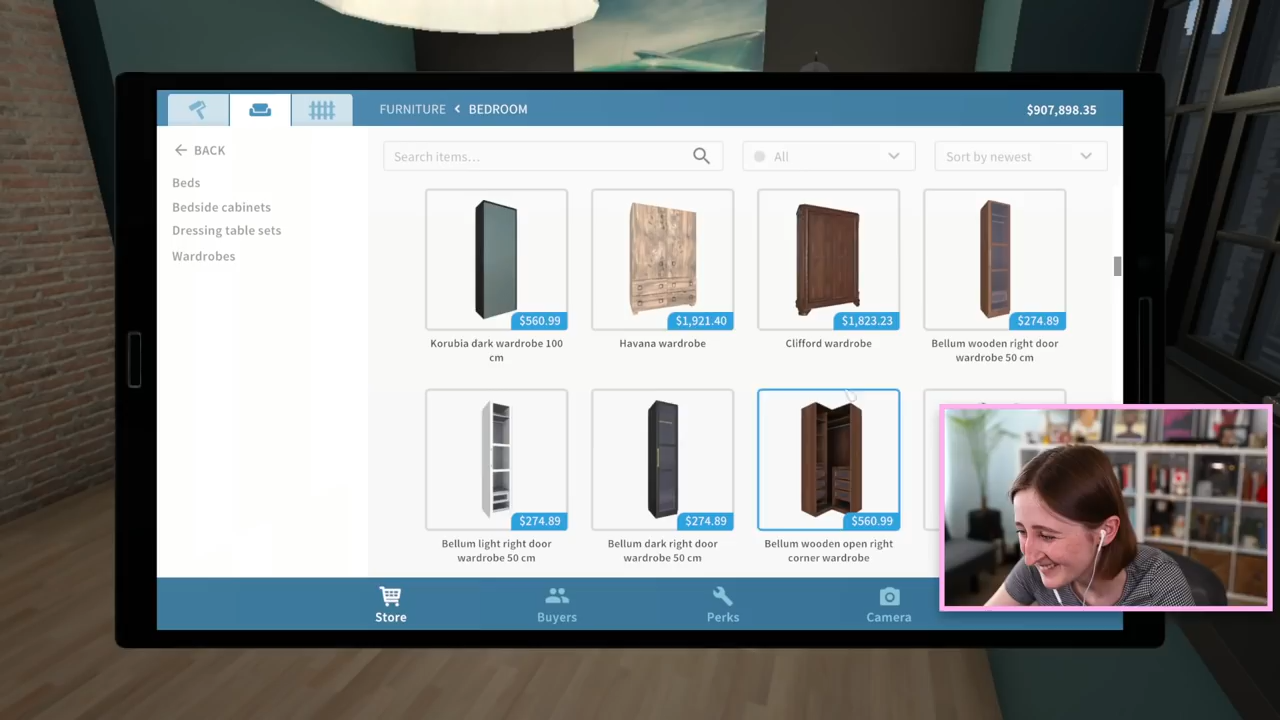 FURNITURE < BEDROOM
$907,898.35
BACK
Search items...
All
Sort by newest
Beds
Bedside cabinets
Dressing table sets
Wardrobes
$560.99
$1,921.40
$1,823.23
$274.89
Korubia dark wardrobe 100
cm
Havana wardrobe
Clifford wardrobe
Bellum wooden right door
wardrobe 50 cm
$274.89
$274.89
$560.99
Bellum light right door
wardrobe 50 cm
Bellum dark right door
wardrobe 50 cm
Bellum wooden open right
corner wardrobe
Store
Buyers
Perks
Camera